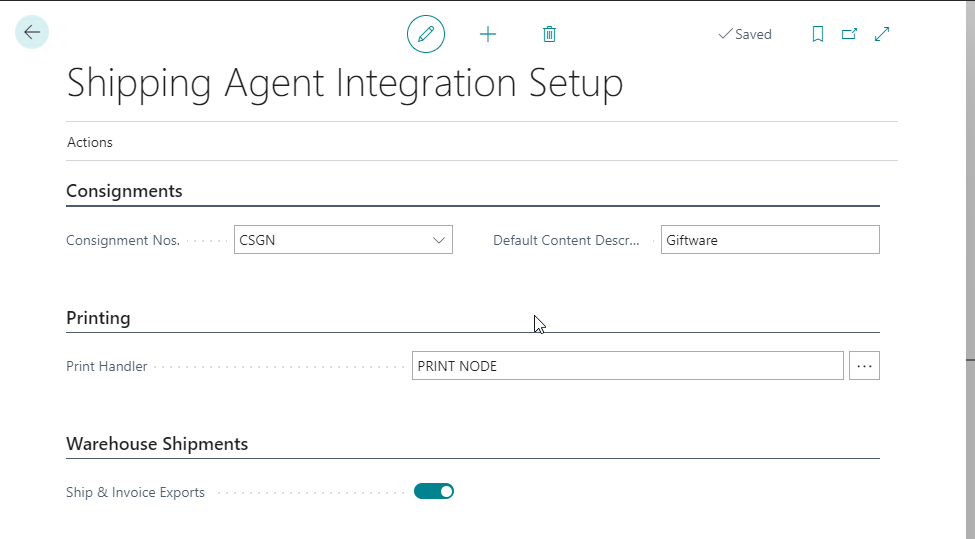 Saved
Shipping Agent Integration Setup
Actions
Consignments
Consignment Nos. CSGN Default Content Descr... Giftware
Printing
Print Handler PRINT NODE
Warehouse Shipments
Ship & Invoice Exports